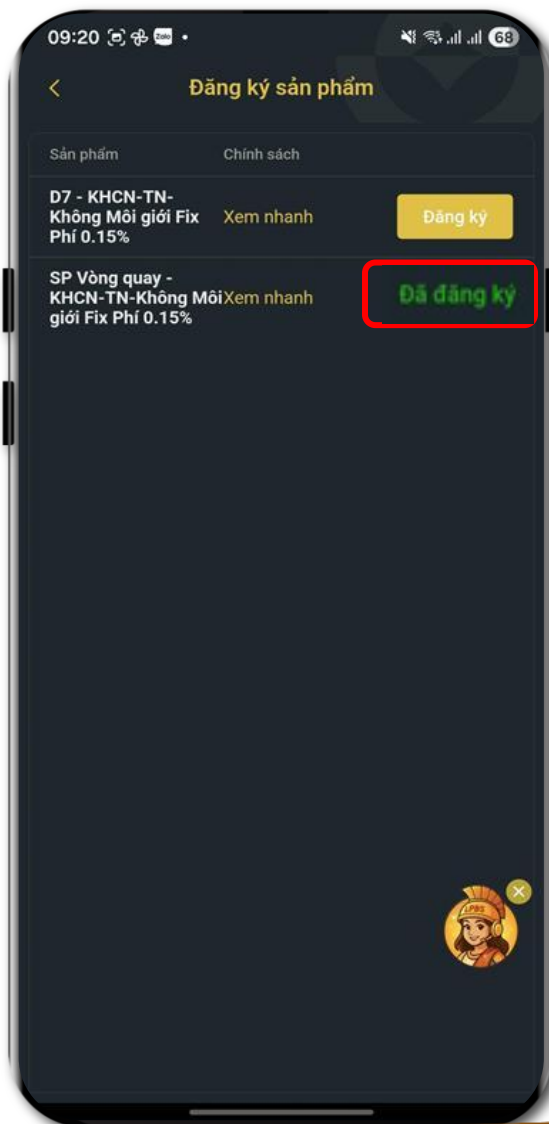 09:20 Zalo 68
Đăng ký sản phẩm
Sản phẩm Chính sách
D7 - KHCN-TN-
Không Môi giới Fix Xem nhanh Đăng ký
Phí 0.15%
SP Vòng quay -
KHCN-TN-Không Môi Xem nhanh Đã đăng ký
giới Fix Phí 0.15%
LPBS